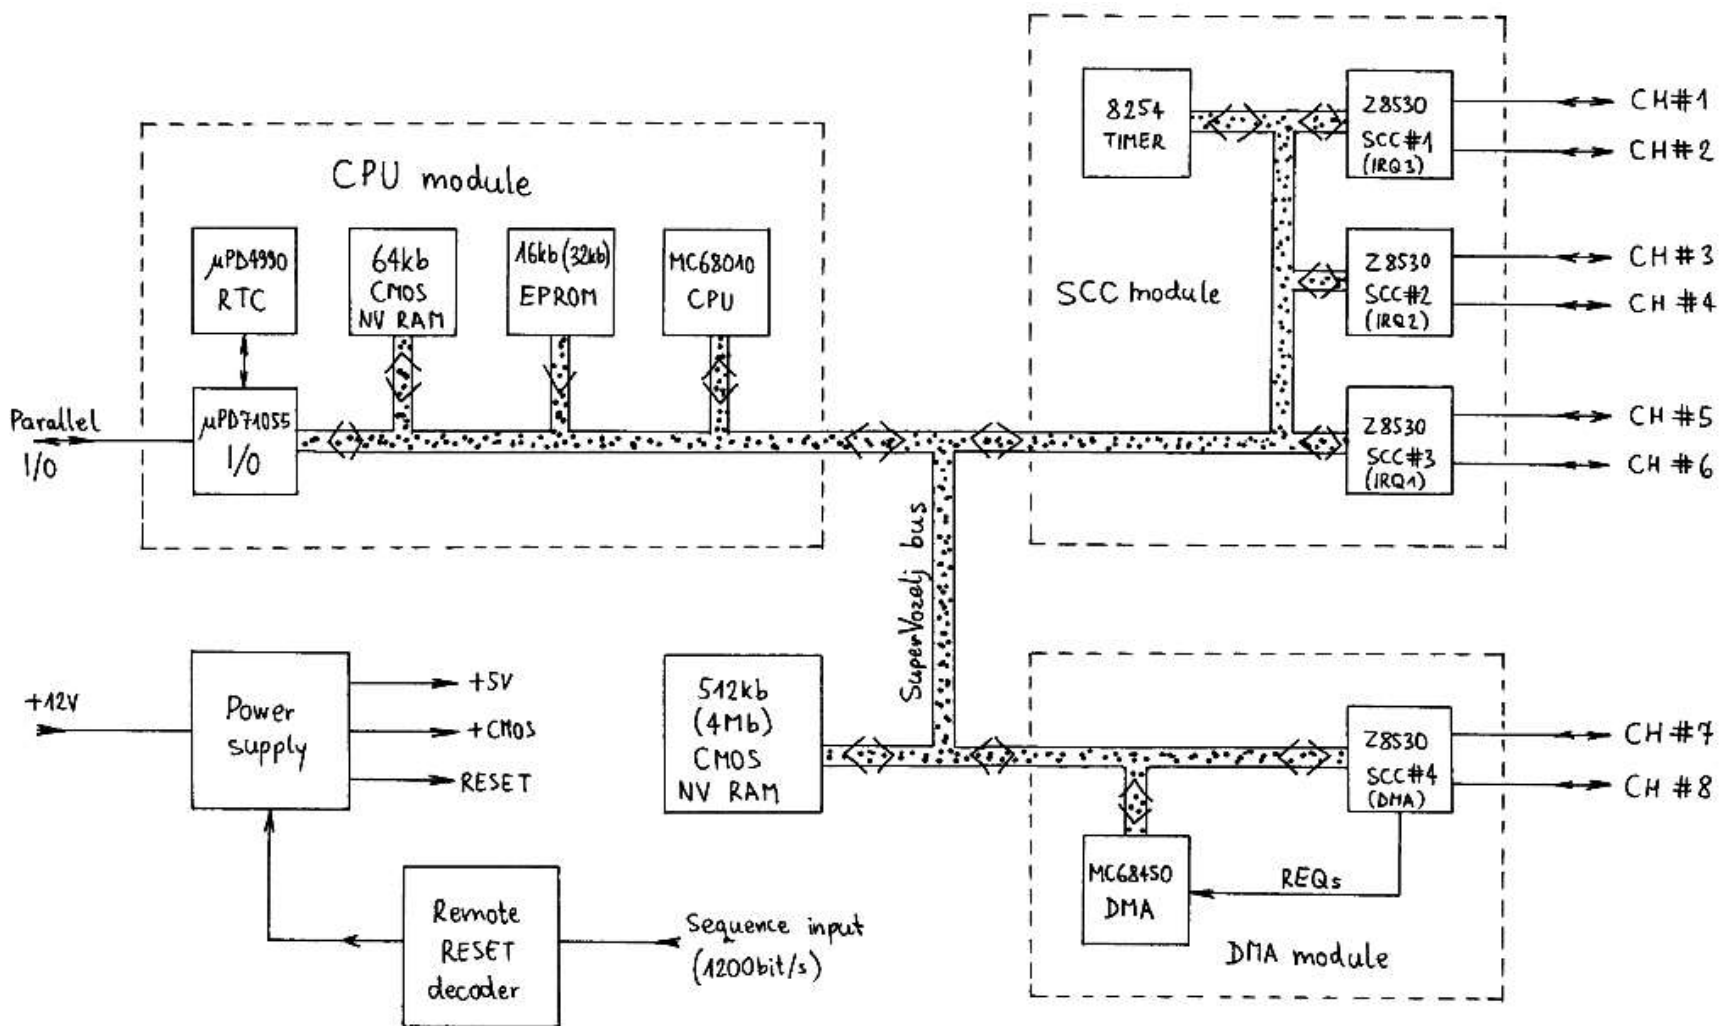 CPU module
μPD4990
RTC
64kb
CMOS
NV RAM
16kb (32kb)
EPROM
MC68010
CPU
Parallel
I/O
μPD71055
I/O
SCC module
8254
TIMER
Z8530
SCC#1
(IRQ3)
CH#1
CH#2
Z8530
SCC#2
(IRQ2)
CH#3
CH#4
Z8530
SCC#3
(IRQ1)
CH#5
CH#6
SuperVozelj bus
+12V
Power
supply
+5V
+CMOS
RESET
512kb
(4Mb)
CMOS
NV RAM
Remote
RESET
decoder
Sequence input
(1200bit/s)
Z8530
SCC#4
(DMA)
CH#7
CH#8
MC68450
DMA
REQs
DMA module